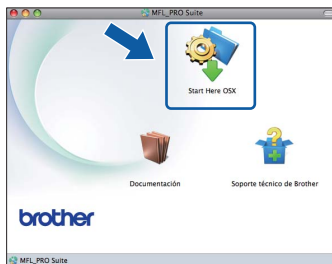 MFL_PRO Suite
Start Here OSX
Documentación
Soporte técnico de Brother
brother
MFL_PRO Suite